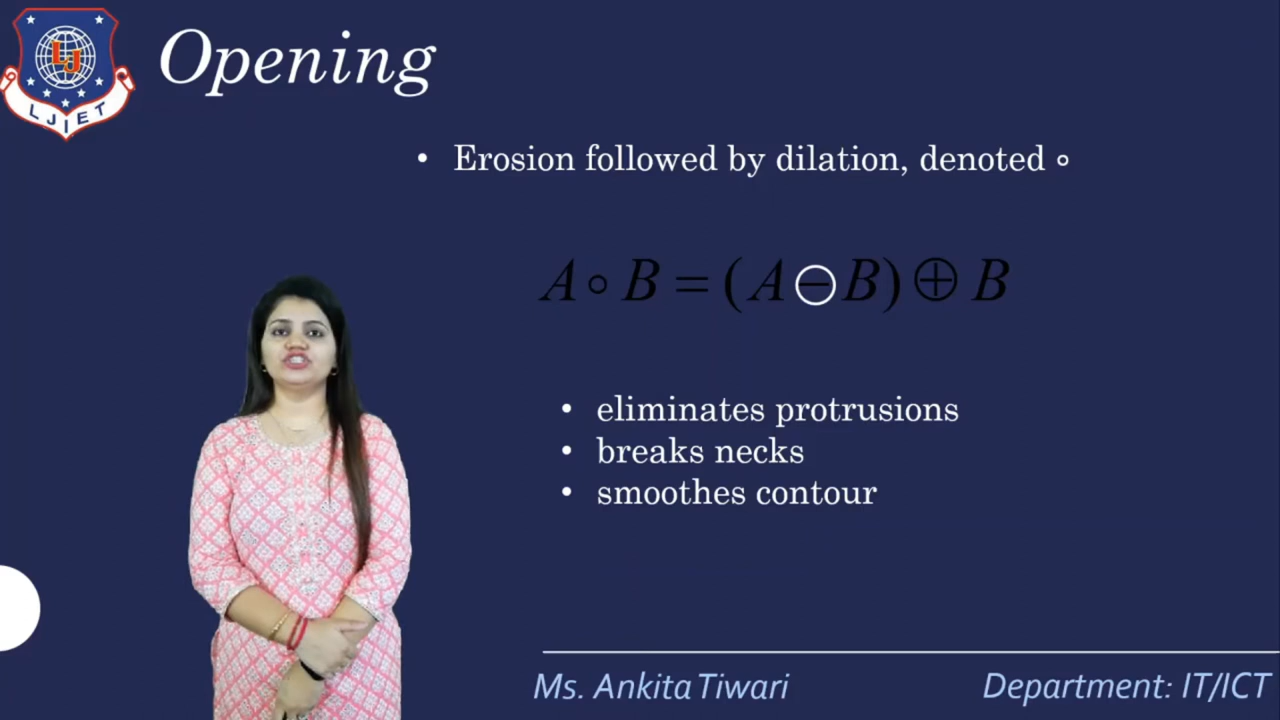 LJ
LJIET
Opening
• Erosion followed by dilation, denoted ∘
A ∘ B = (A ⊖ B) ⊕ B
• eliminates protrusions
• breaks necks
• smoothes contour
Ms. Ankita Tiwari
Department: IT/ICT